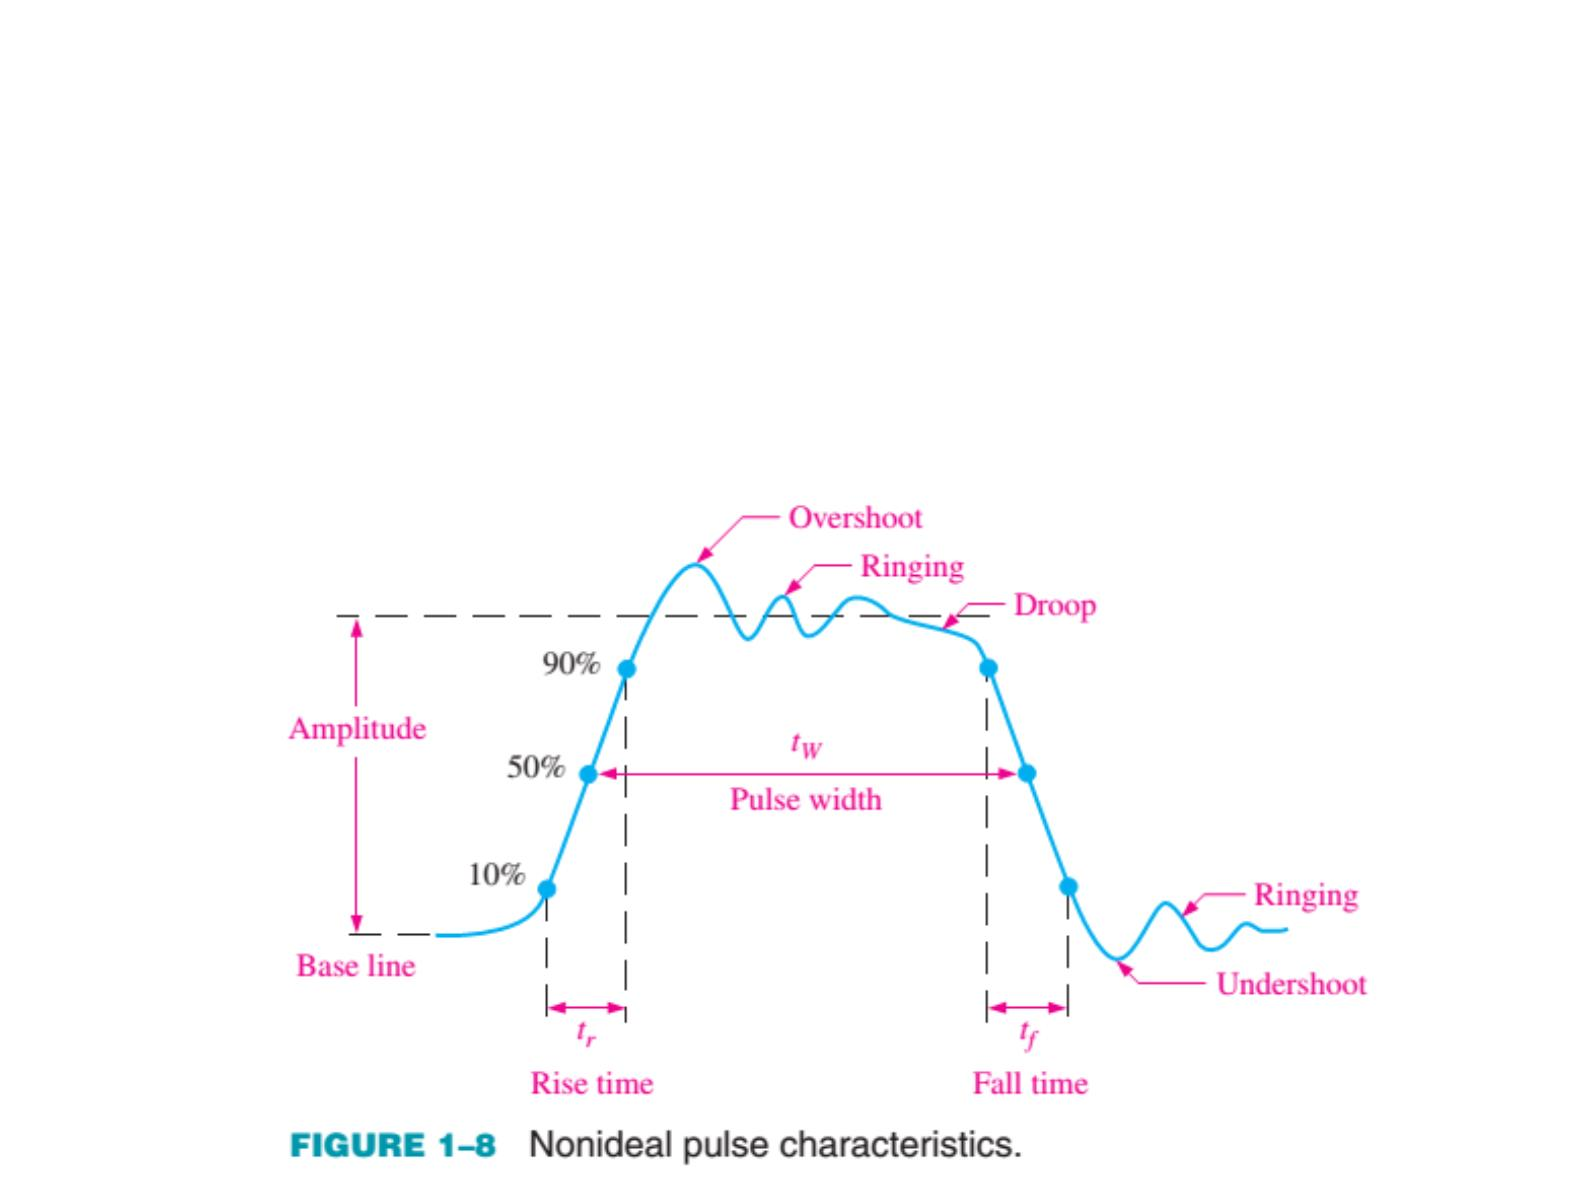 Overshoot
Ringing
Droop
90%
Amplitude
t_W
50%
Pulse width
10%
Ringing
Base line
Undershoot
t_r
t_f
Rise time
Fall time
FIGURE 1–8 Nonideal pulse characteristics.